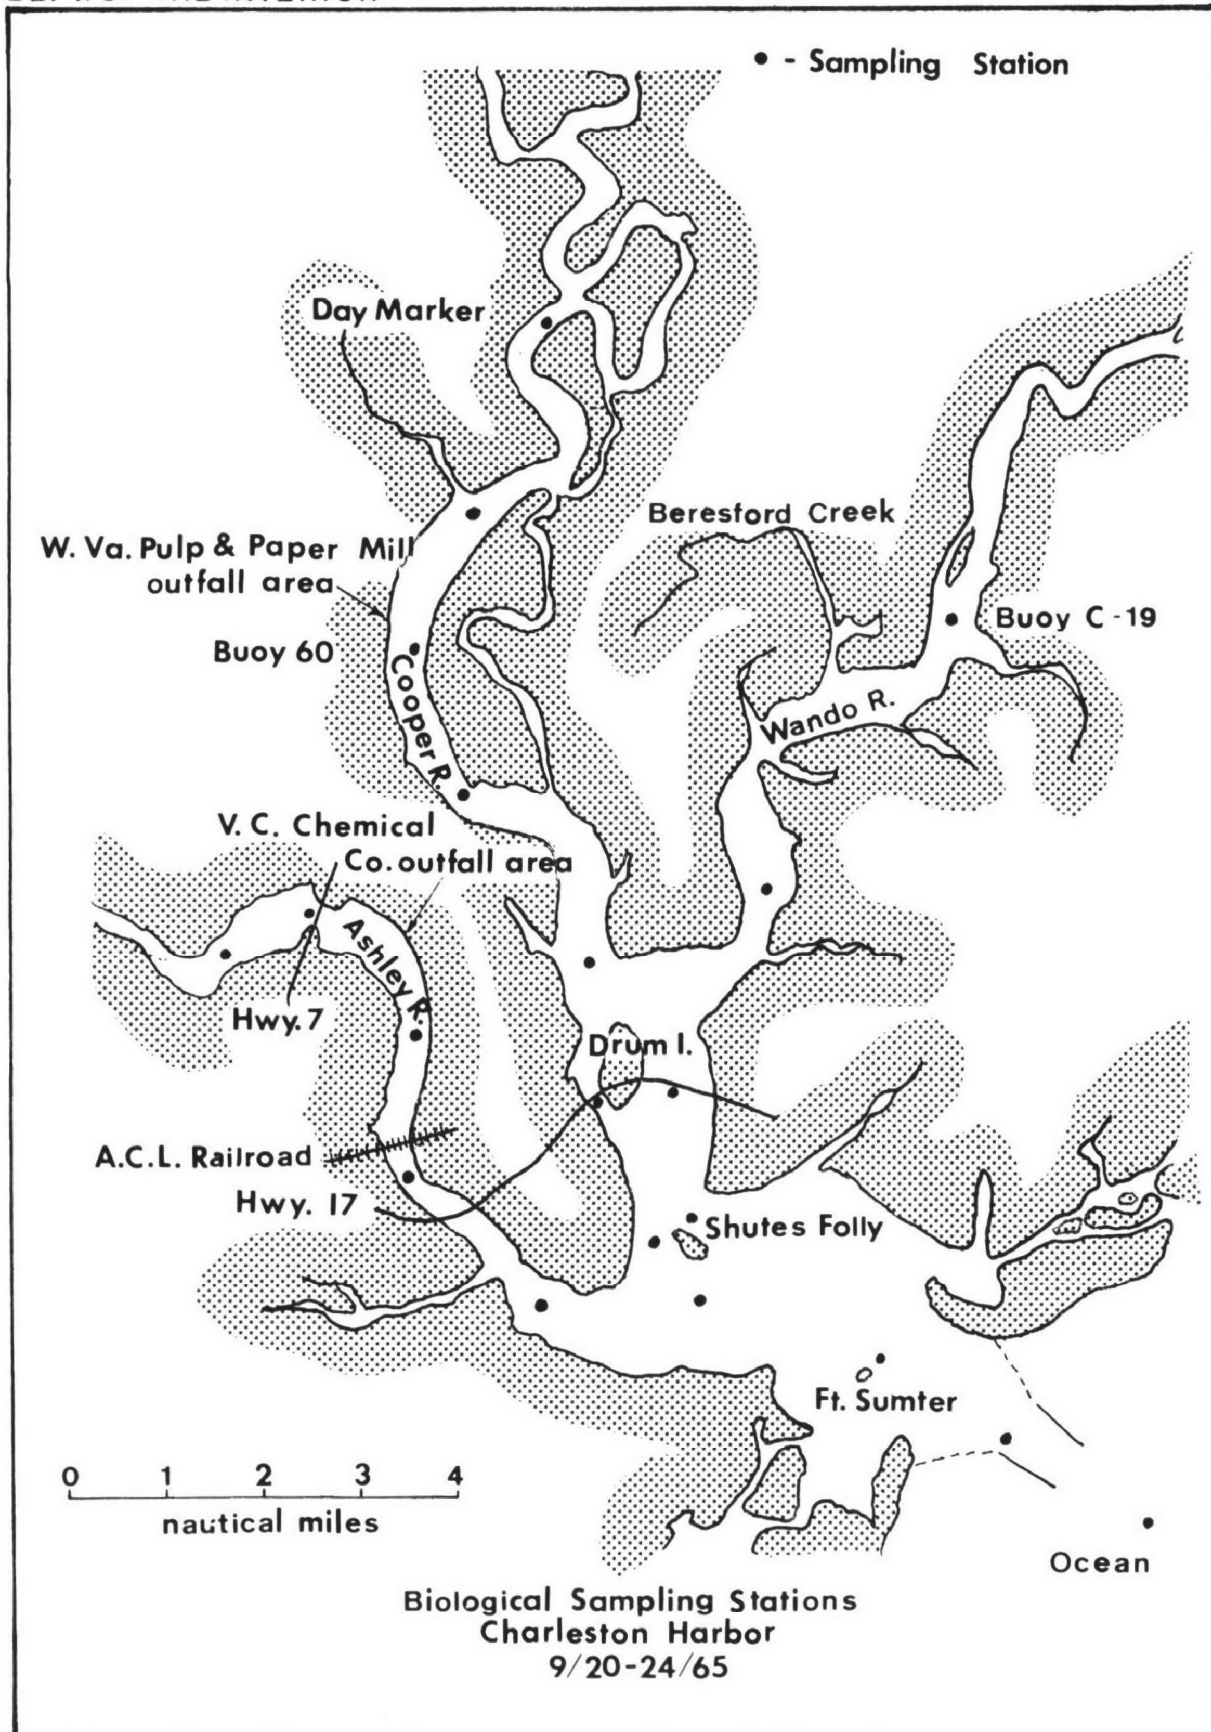 • - Sampling Station
Day Marker
Beresford Creek
W. Va. Pulp & Paper Mill
outfall area
Buoy C-19
Buoy 60
Cooper R.
Wando R.
V. C. Chemical
Co. outfall area
Ashley R.
Hwy. 7
Drum I.
A.C.L. Railroad
Hwy. 17
Shutes Folly
Ft. Sumter
0 1 2 3 4
nautical miles
Ocean
Biological Sampling Stations
Charleston Harbor
9/20-24/65